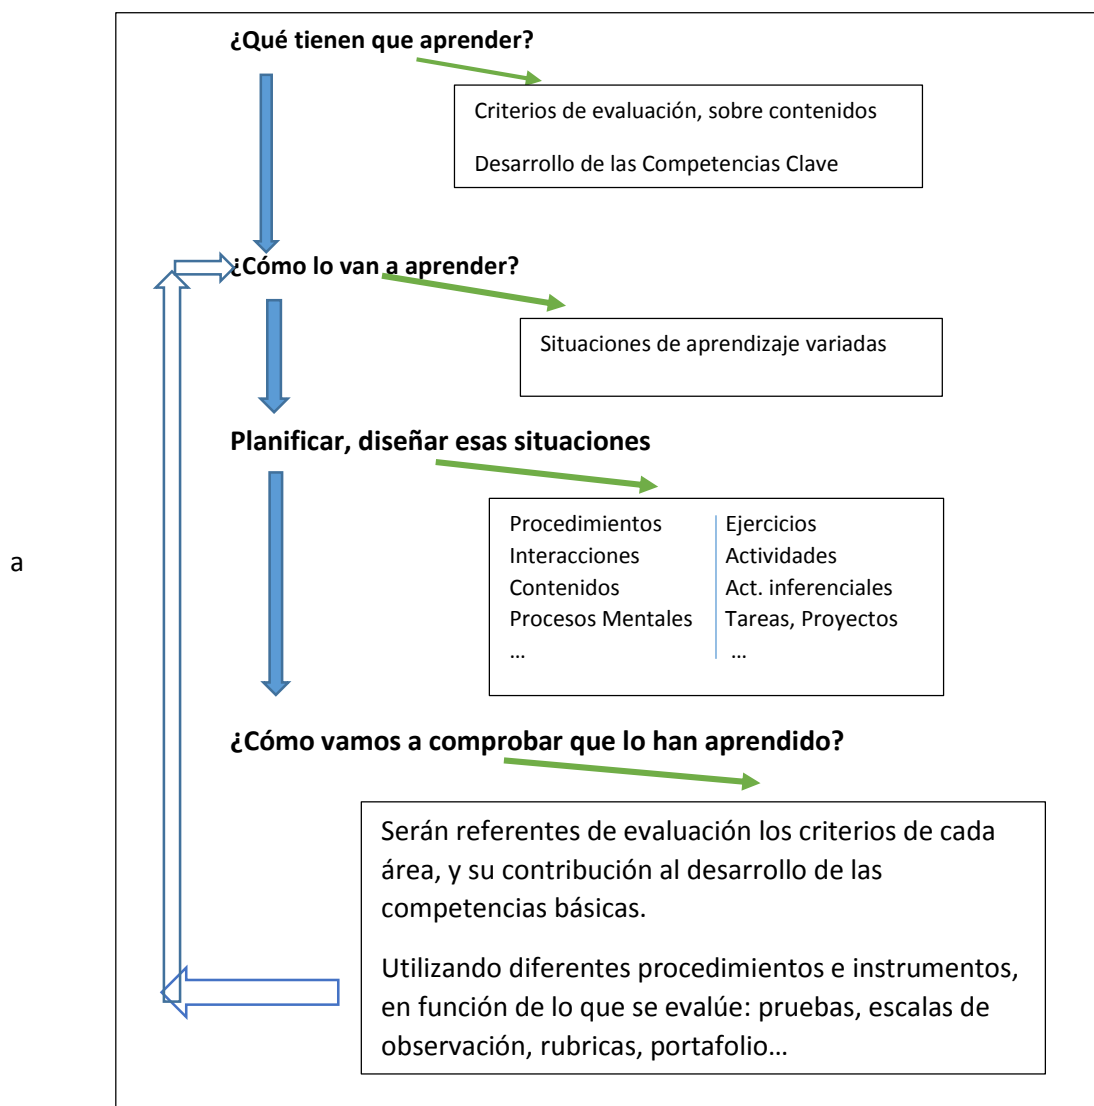 ¿Qué tienen que aprender?
Criterios de evaluación, sobre contenidos
Desarrollo de las Competencias Clave
¿Cómo lo van a aprender?
Situaciones de aprendizaje variadas
Planificar, diseñar esas situaciones
Procedimientos
Interacciones
Contenidos
Procesos Mentales
...
Ejercicios
Actividades
Act. inferenciales
Tareas, Proyectos
...
a
¿Cómo vamos a comprobar que lo han aprendido?
Serán referentes de evaluación los criterios de cada
área, y su contribución al desarrollo de las
competencias básicas.
Utilizando diferentes procedimientos e instrumentos,
en función de lo que se evalúe: pruebas, escalas de
observación, rubricas, portafolio...